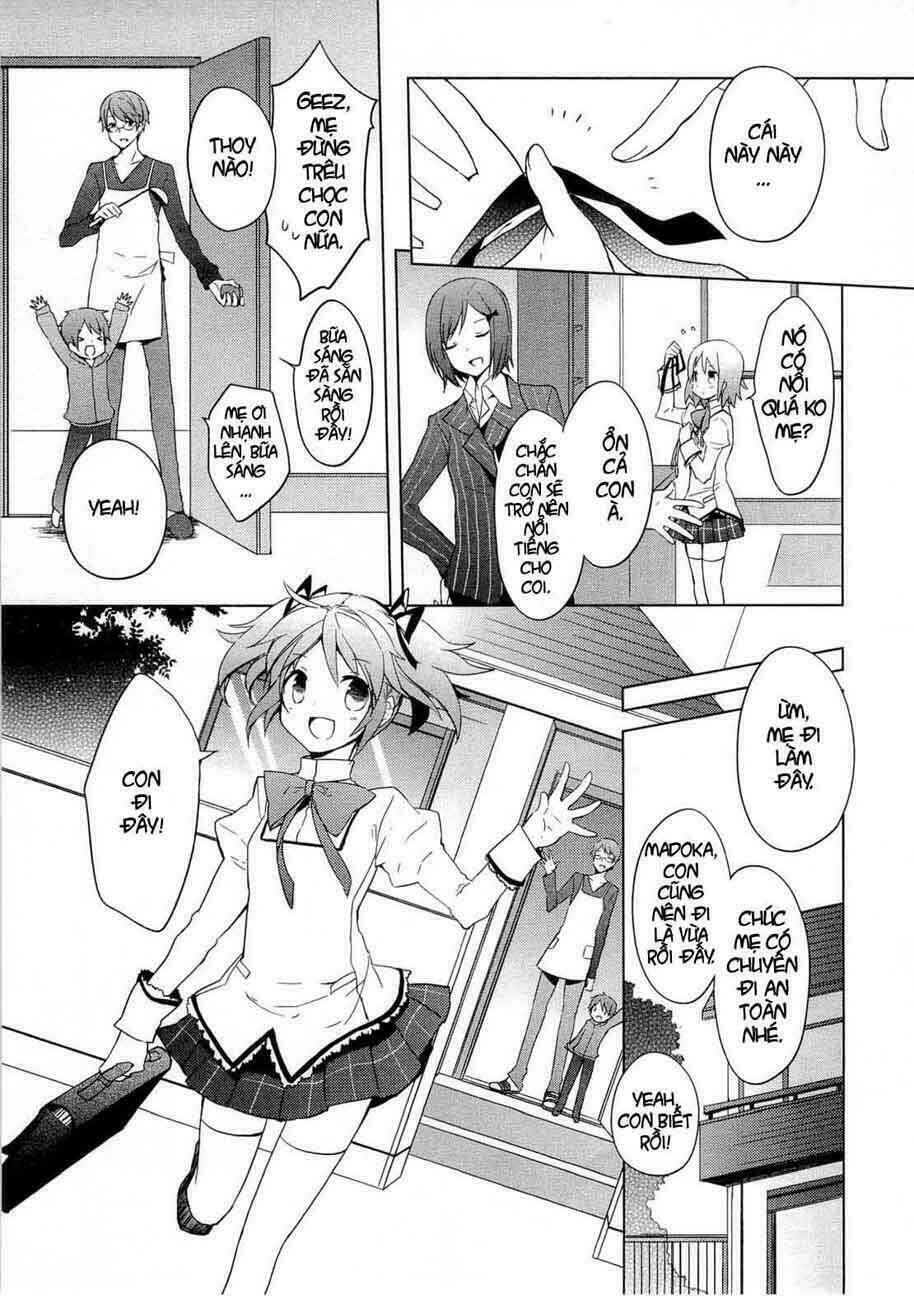 CÁI
NÀY NÀY
...
NÓ
CÓ
NỔI
QUÁ KO
MẸ?
ỔN
CẢ CON
À.
CHẮC
CHẮN
CON SẼ
TRỞ NÊN
NỔI
TIẾNG
CHO
COI.
GEEZ,
MẸ
ĐỪNG
TRÊU
CHỌC
CON
NỮA.
THOY
NÀO!
BỮA
SÁNG
ĐÃ SẴN
SÀNG
RỒI
ĐẤY!
MẸ ƠI
NHANH
LÊN, BỮA
SÁNG
...
YEAH!
ỪM,
MẸ ĐI
LÀM
ĐÂY.
CHÚC
MẸ CÓ
CHUYẾN
ĐI AN
TOÀN
NHÉ.
MADOKA,
CON
CŨNG
NÊN ĐI
LÀ VỪA
RỒI ĐẤY.
YEAH,
CON BIẾT
RỒI!
CON
ĐI
ĐÂY!